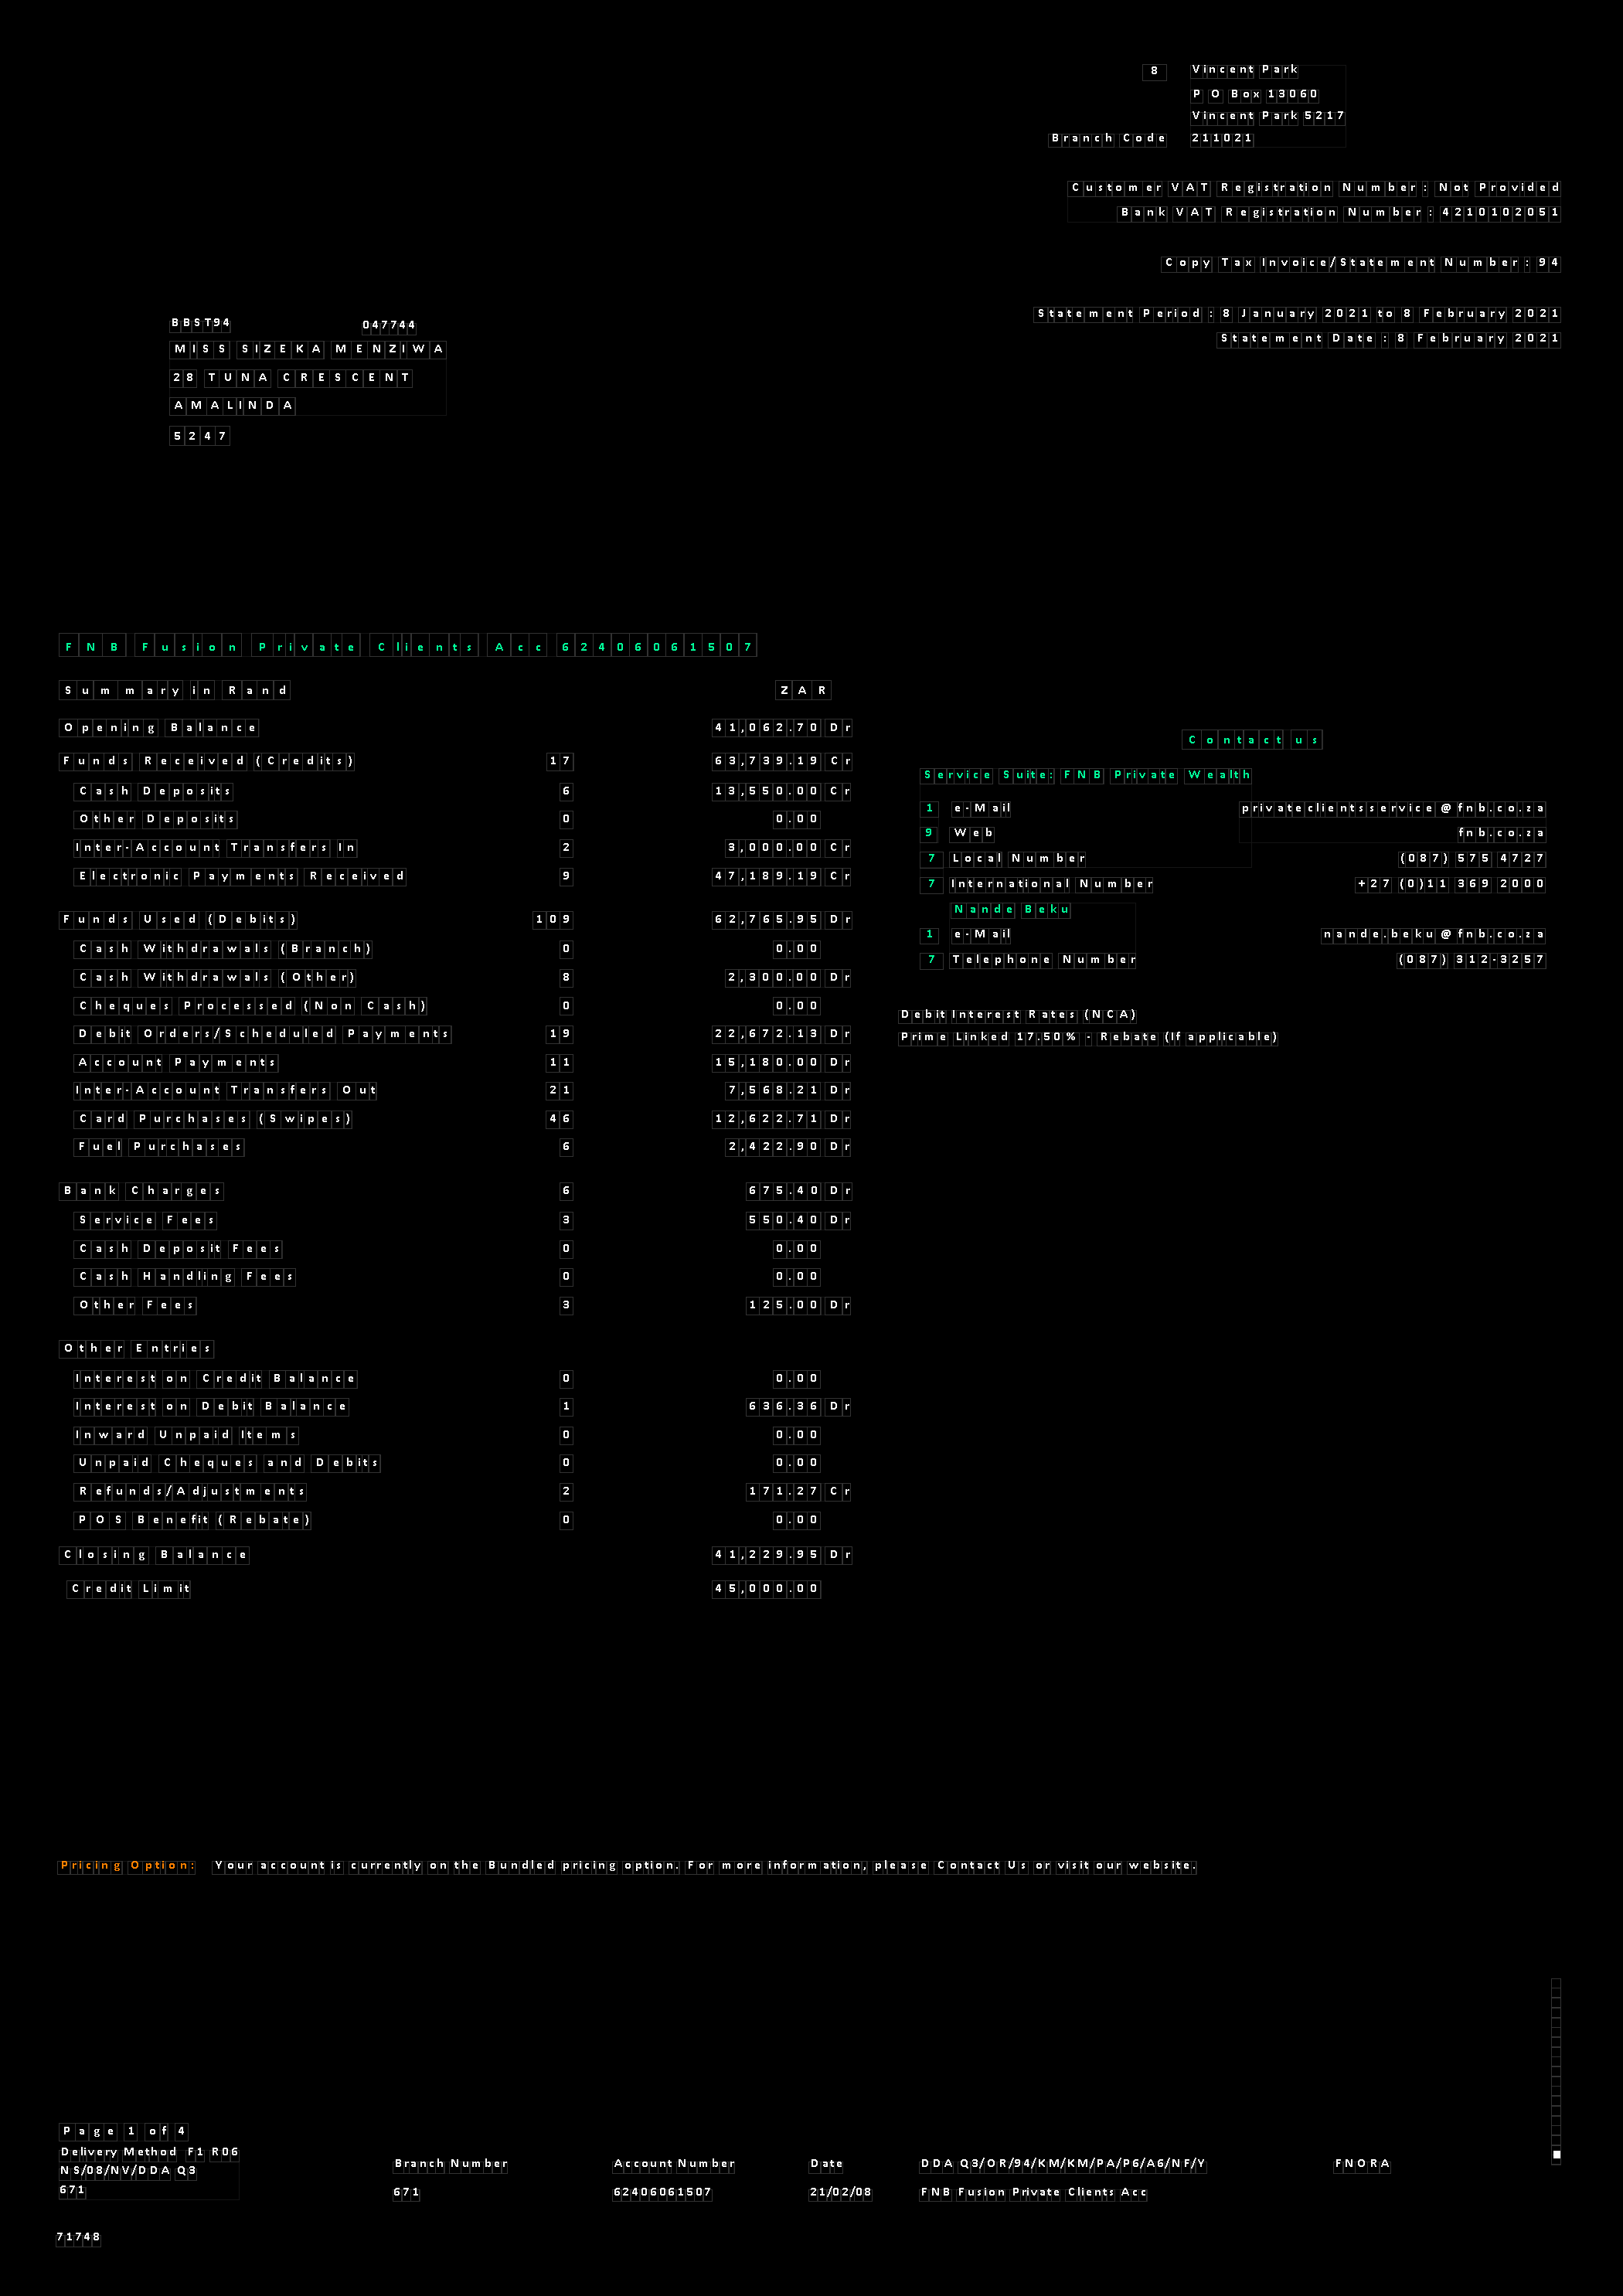 8 Vincent Park
P O Box 13060
Vincent Park 5217
Branch Code 211021
Customer VAT Registration Number : Not Provided
Bank VAT Registration Number : 4210102051
Copy Tax Invoice/Statement Number : 94
Statement Period : 8 January 2021 to 8 February 2021
Statement Date : 8 February 2021
BBST94 047744
MISS SIZEKA MENZIWA
28 TUNA CRESCENT
AMALINDA
5247
FNB Fusion Private Clients Acc 62406061507
Summary in Rand ZAR
Opening Balance 41,062.70 Dr
Funds Received (Credits) 17 63,739.19 Cr
Cash Deposits 6 13,550.00 Cr
Other Deposits 0 0.00
Inter-Account Transfers In 2 3,000.00 Cr
Electronic Payments Received 9 47,189.19 Cr
Funds Used (Debits) 109 62,765.95 Dr
Cash Withdrawals (Branch) 0 0.00
Cash Withdrawals (Other) 8 2,300.00 Dr
Cheques Processed (Non Cash) 0 0.00
Debit Orders/Scheduled Payments 19 22,672.13 Dr
Account Payments 11 15,180.00 Dr
Inter-Account Transfers Out 21 7,568.21 Dr
Card Purchases (Swipes) 46 12,622.71 Dr
Fuel Purchases 6 2,422.90 Dr
Bank Charges 6 675.40 Dr
Service Fees 3 550.40 Dr
Cash Deposit Fees 0 0.00
Cash Handling Fees 0 0.00
Other Fees 3 125.00 Dr
Other Entries
Interest on Credit Balance 0 0.00
Interest on Debit Balance 1 636.36 Dr
Inward Unpaid Items 0 0.00
Unpaid Cheques and Debits 0 0.00
Refunds/Adjustments 2 171.27 Cr
POS Benefit (Rebate) 0 0.00
Closing Balance 41,229.95 Dr
Credit Limit 45,000.00
Contact us
Service Suite: FNB Private Wealth
1 e-Mail privateclientsservice@fnb.co.za
9 Web fnb.co.za
7 Local Number (087) 575 4727
7 International Number +27 (0)11 369 2000
Nande Beku
1 e-Mail nande.beku@fnb.co.za
7 Telephone Number (087) 312-3257
Debit Interest Rates (NCA)
Prime Linked 17.50% - Rebate (If applicable)
Pricing Option: Your account is currently on the Bundled pricing option. For more information, please Contact Us or visit our website.
Page 1 of 4
Delivery Method F1 R06
NS/08/NV/DDA Q3
671
Branch Number Account Number Date DDA Q3/OR/94/KM/KM/PA/P6/A6/NF/Y FNORA
671 62406061507 21/02/08 FNB Fusion Private Clients Acc
71748